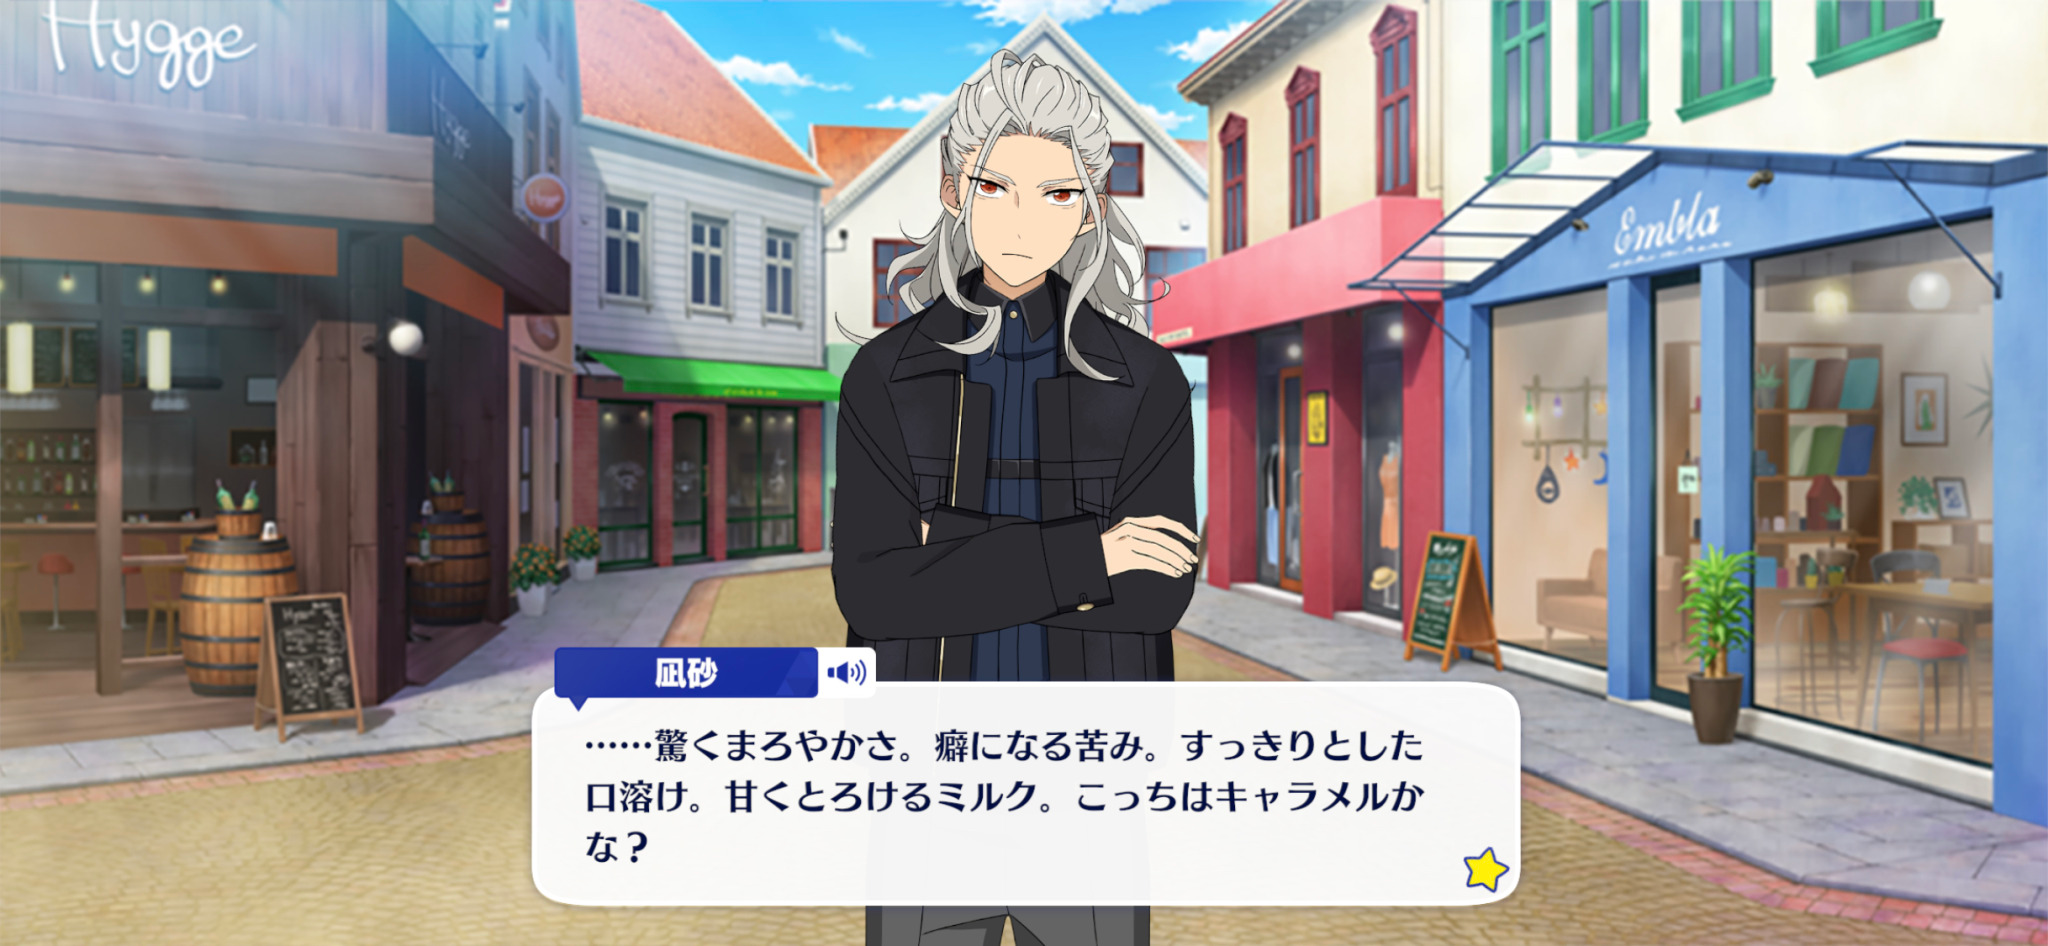 Hygge
Hygge
Hygge
Embla
Hygge
凪砂
……驚くまろやかさ。癖になる苦み。すっきりとした
口溶け。甘くとろけるミルク。こっちはキャラメルか
な？